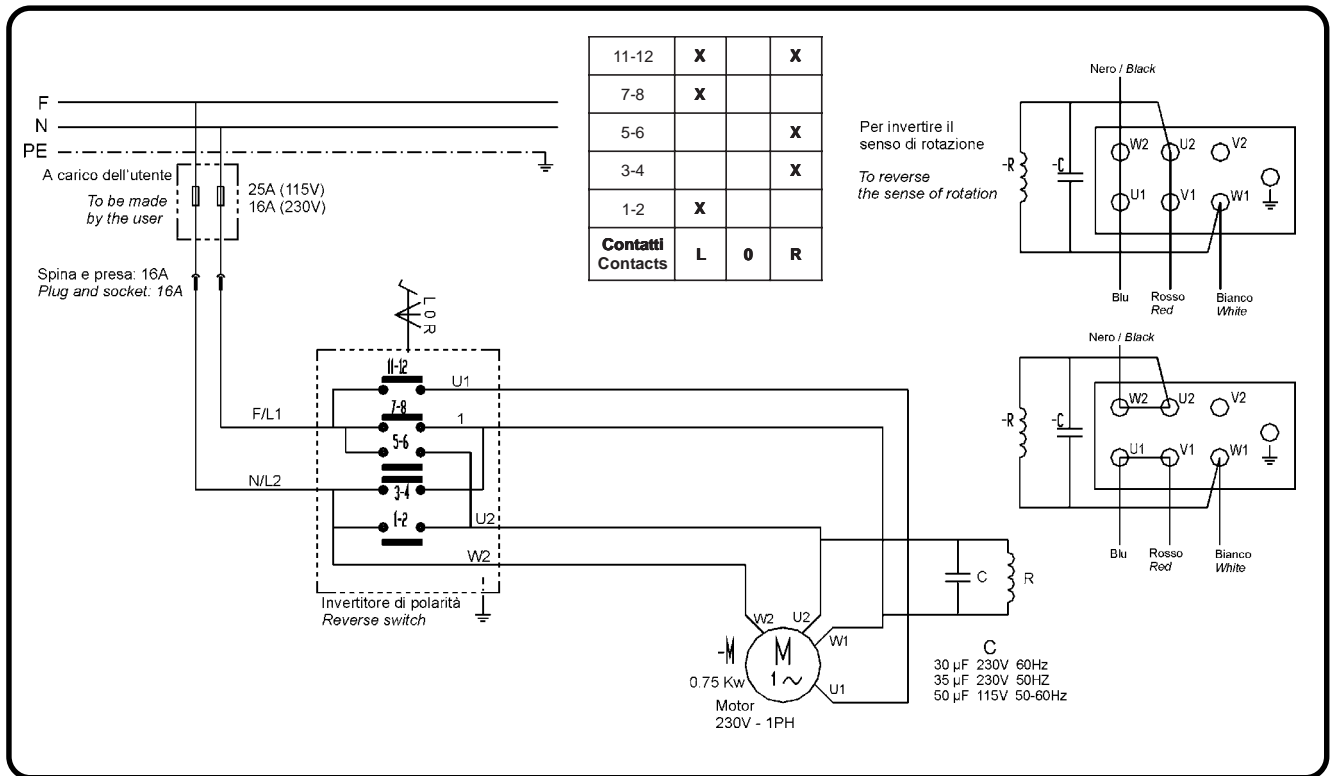 F
N
PE
A carico dell'utente
To be made
by the user
25A (115V)
16A (230V)
Spina e presa: 16A
Plug and socket: 16A
11-12 X X
7-8 X
5-6 X
3-4 X
1-2 X
Contatti
Contacts L 0 R
Per invertire il
senso di rotazione
To reverse
the sense of rotation
Nero / Black
-R
-C
W2 U2 V2
U1 V1 W1
Blu Rosso Bianco
Red White
Nero / Black
-R
-C
W2 U2 V2
U1 V1 W1
Blu Rosso Bianco
Red White
L 0 R
11-12
U1
7-8
F/L1
1
5-6
N/L2
3-4
1-2
U2
W2
Invertitore di polarità
Reverse switch
C
R
W2 U2
W1
U1
M
1~
-M
0.75 Kw
Motor
230V - 1PH
C
30 µF 230V 60Hz
35 µF 230V 50HZ
50 µF 115V 50-60Hz